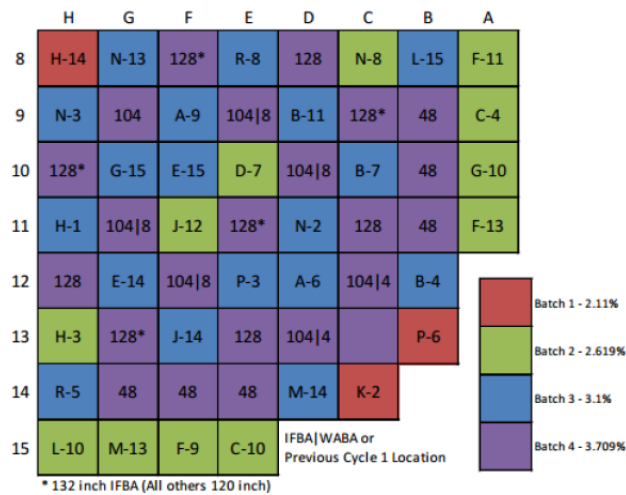 H G F E D C B A
8 H-14 N-13 128* R-8 128 N-8 L-15 F-11
9 N-3 104 A-9 104|8 B-11 128* 48 C-4
10 128* G-15 E-15 D-7 104|8 B-7 48 G-10
11 H-1 104|8 J-12 128* N-2 128 48 F-13
12 128 E-14 104|8 P-3 A-6 104|4 B-4
13 H-3 128* J-14 128 104|4 P-6
14 R-5 48 48 48 M-14 K-2
15 L-10 M-13 F-9 C-10
Batch 1 - 2.11%
Batch 2 - 2.619%
Batch 3 - 3.1%
Batch 4 - 3.709%
IFBA|WABA or
Previous Cycle 1 Location
* 132 inch IFBA (All others 120 inch)